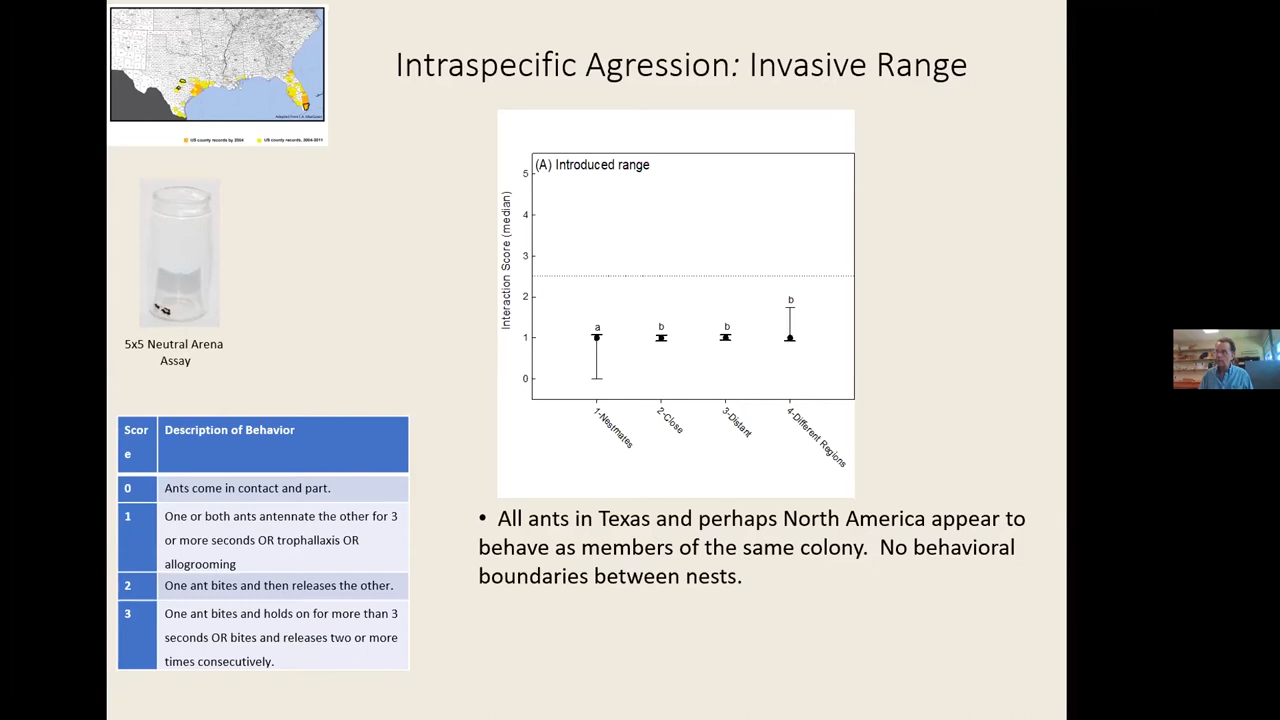 Intraspecific Agression: Invasive Range
US county records by 2004
US county records, 2004-2011
5x5 Neutral Arena
Assay
Scor
e
Description of Behavior
0
Ants come in contact and part.
1
One or both ants antennate the other for 3
or more seconds OR trophallaxis OR
allogrooming
2
One ant bites and then releases the other.
3
One ant bites and holds on for more than 3
seconds OR bites and releases two or more
times consecutively.
(A) Introduced range
Interaction Score (median)
5
4
3
2
1
0
a
b
b
b
1-Nestmates
2-Close
3-Distant
4-Different Regions
• All ants in Texas and perhaps North America appear to
behave as members of the same colony. No behavioral
boundaries between nests.